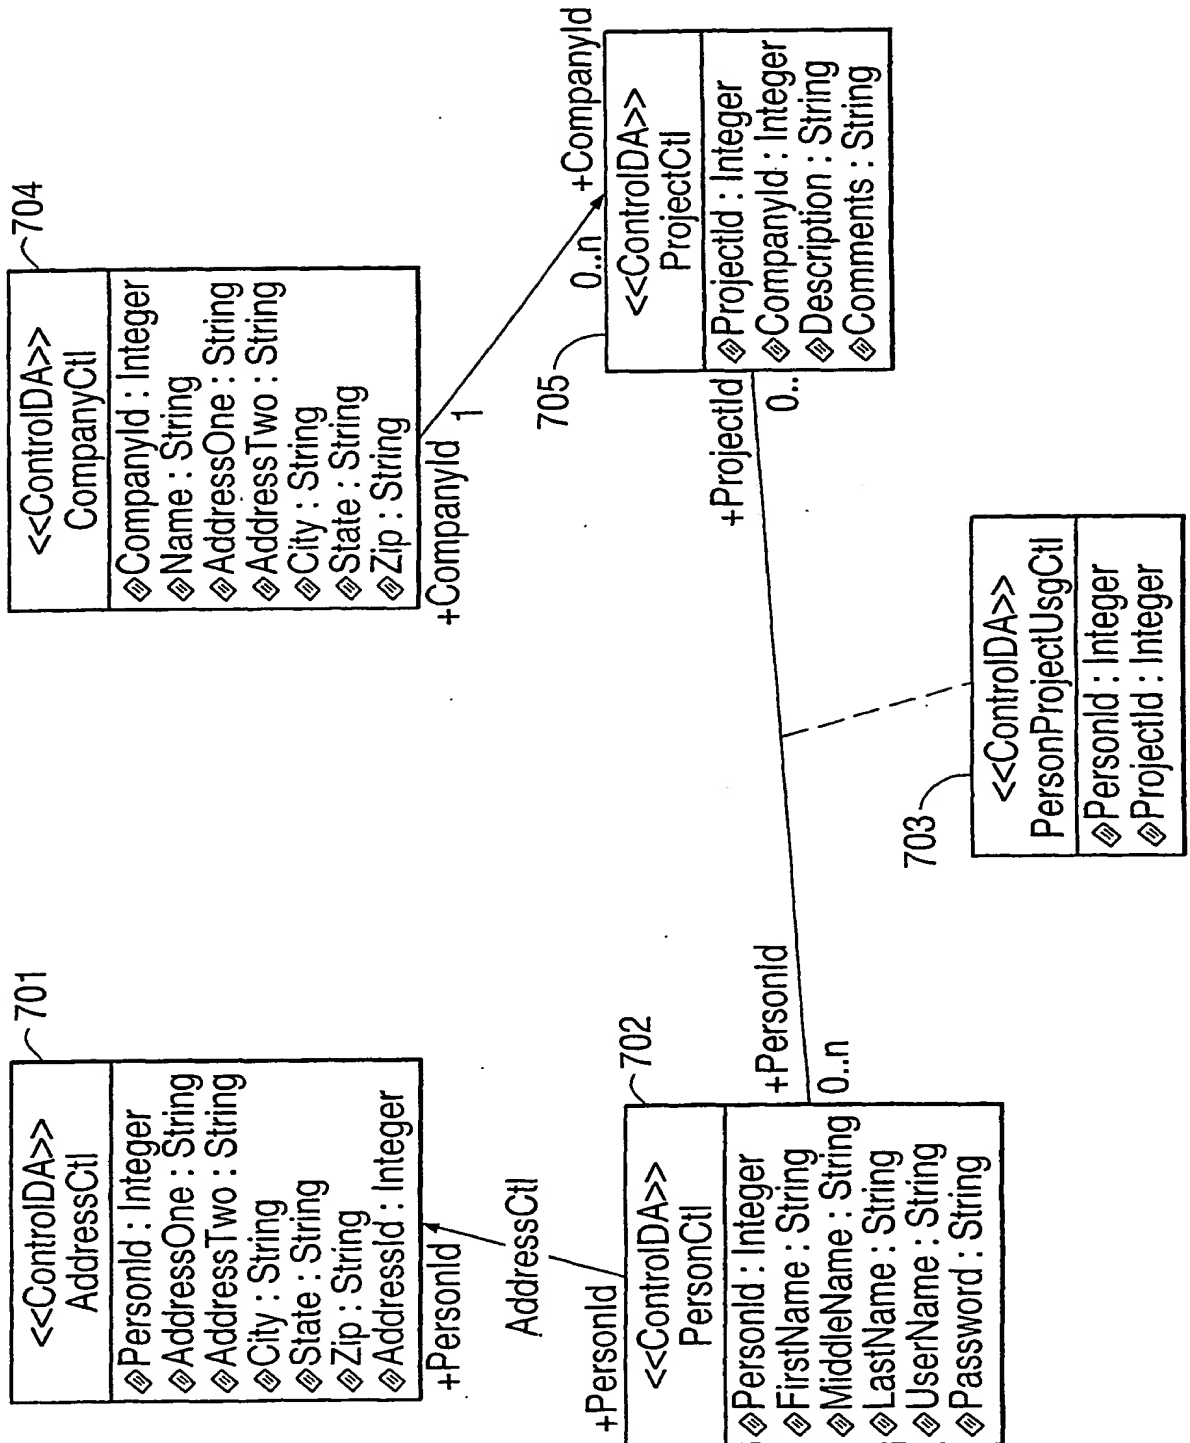 701
<<ControlDA>>
AddressCtl
PersonId : Integer
AddressOne : String
AddressTwo : String
City : String
State : String
Zip : String
AddressId : Integer
+PersonId
AddressCtl
+PersonId
702
<<ControlDA>>
PersonCtl
PersonId : Integer
FirstName : String
MiddleName : String
LastName : String
UserName : String
Password : String
+PersonId
0..n
704
<<ControlDA>>
CompanyCtl
CompanyId : Integer
Name : String
AddressOne : String
AddressTwo : String
City : String
State : String
Zip : String
+CompanyId
1
0..n
+CompanyId
705
<<ControlDA>>
ProjectCtl
ProjectId : Integer
CompanyId : Integer
Description : String
Comments : String
+ProjectId
0..
703
<<ControlDA>>
PersonProjectUsgCtl
PersonId : Integer
ProjectId : Integer